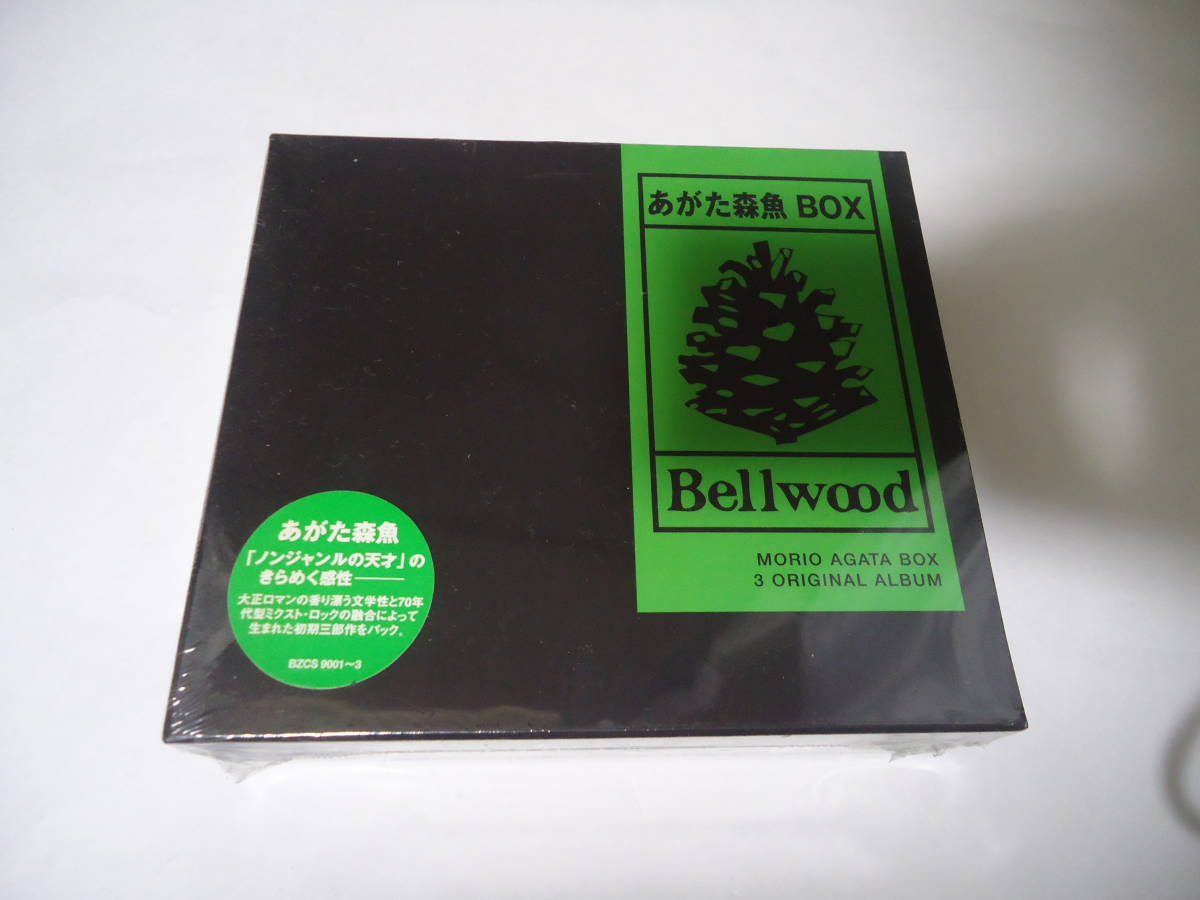 あがた森魚 BOX
Bellwood
MORIO AGATA BOX
3 ORIGINAL ALBUM
あがた森魚
「ノンジャンルの天才」の
きらめく感性――
大正ロマンの香り漂う文学性と70年
代型ミクスト・ロックの融合によって
生まれた初期三部作をパック。
BZCS 9001〜3